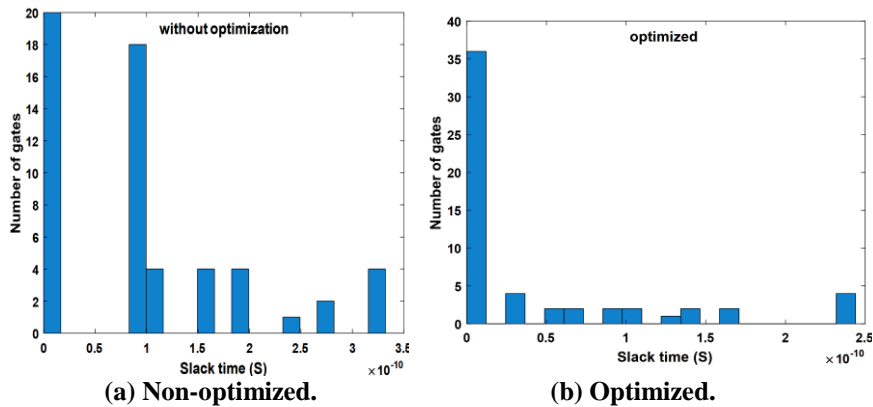 without optimization
Number of gates
20
18
16
14
12
10
8
6
4
2
0
0 0.5 1 1.5 2 2.5 3 3.5
Slack time (S)
× 10-10
(a) Non-optimized.
optimized
Number of gates
40
35
30
25
20
15
10
5
0
0 0.5 1 1.5 2 2.5
Slack time (S)
× 10-10
(b) Optimized.